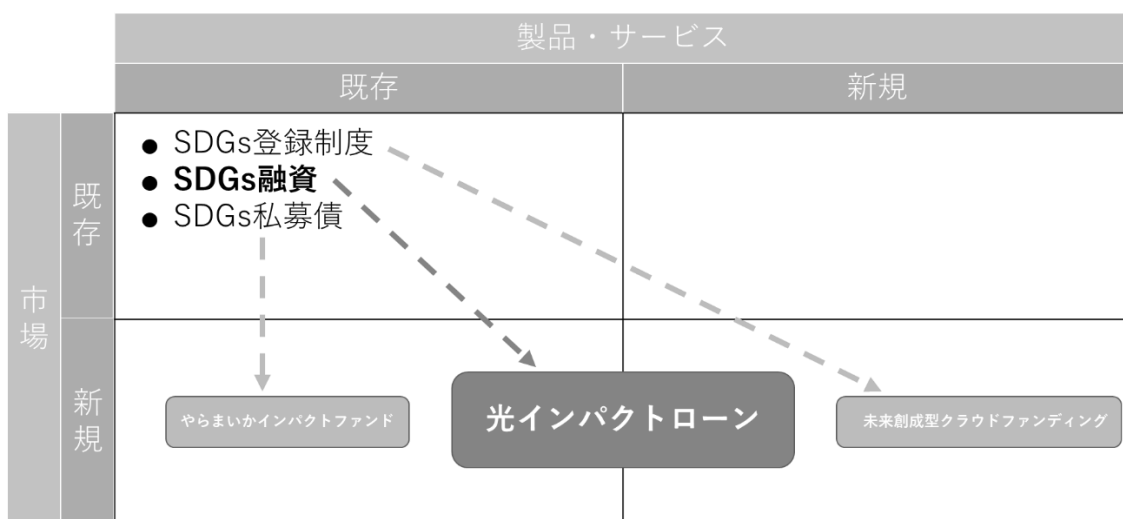 製品・サービス
既存
新規
市場
既存
● SDGs登録制度
● SDGs融資
● SDGs私募債
新規
やらまいかインパクトファンド
光インパクトローン
未来創成型クラウドファンディング